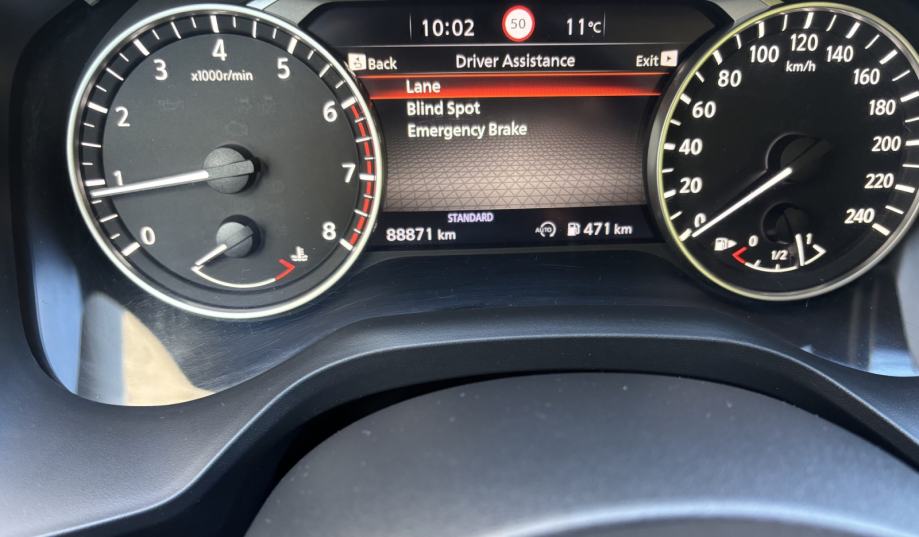 10:02 50 11°C
Back Driver Assistance Exit
Lane
Blind Spot
Emergency Brake
STANDARD
88871 km AUTO 471 km
0 1 2 3 4 5 6 7 8
x1000r/min
0 20 40 60 80 100 120 140 160 180 200 220 240
km/h
0 1/2 1